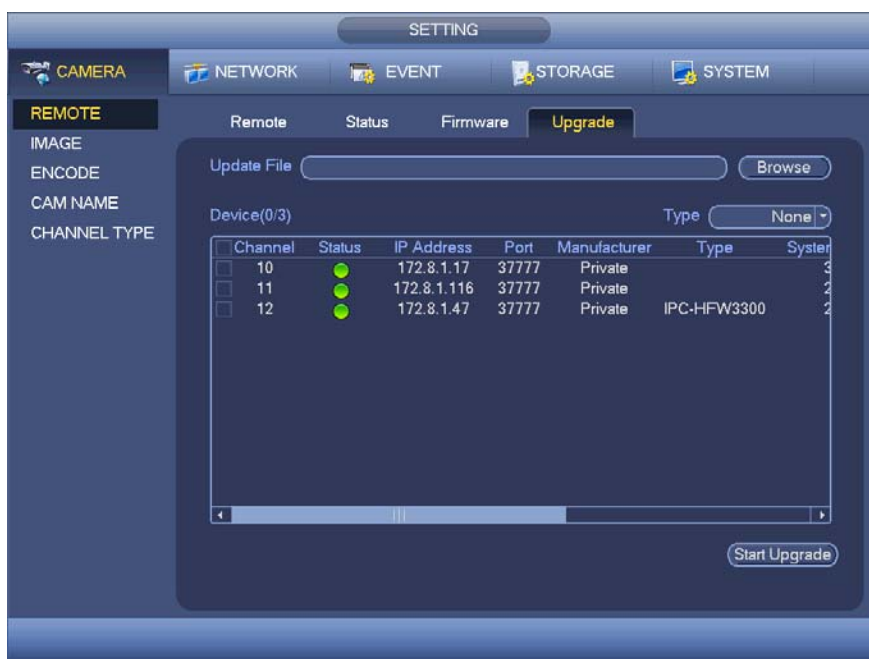 SETTING
CAMERA NETWORK EVENT STORAGE SYSTEM
REMOTE
IMAGE
ENCODE
CAM NAME
CHANNEL TYPE
Remote Status Firmware Upgrade
Update File Browse
Device(0/3) Type None
Channel Status IP Address Port Manufacturer Type
10 172.8.1.17 37777 Private
11 172.8.1.116 37777 Private
12 172.8.1.47 37777 Private IPC-HFW3300
Start Upgrade